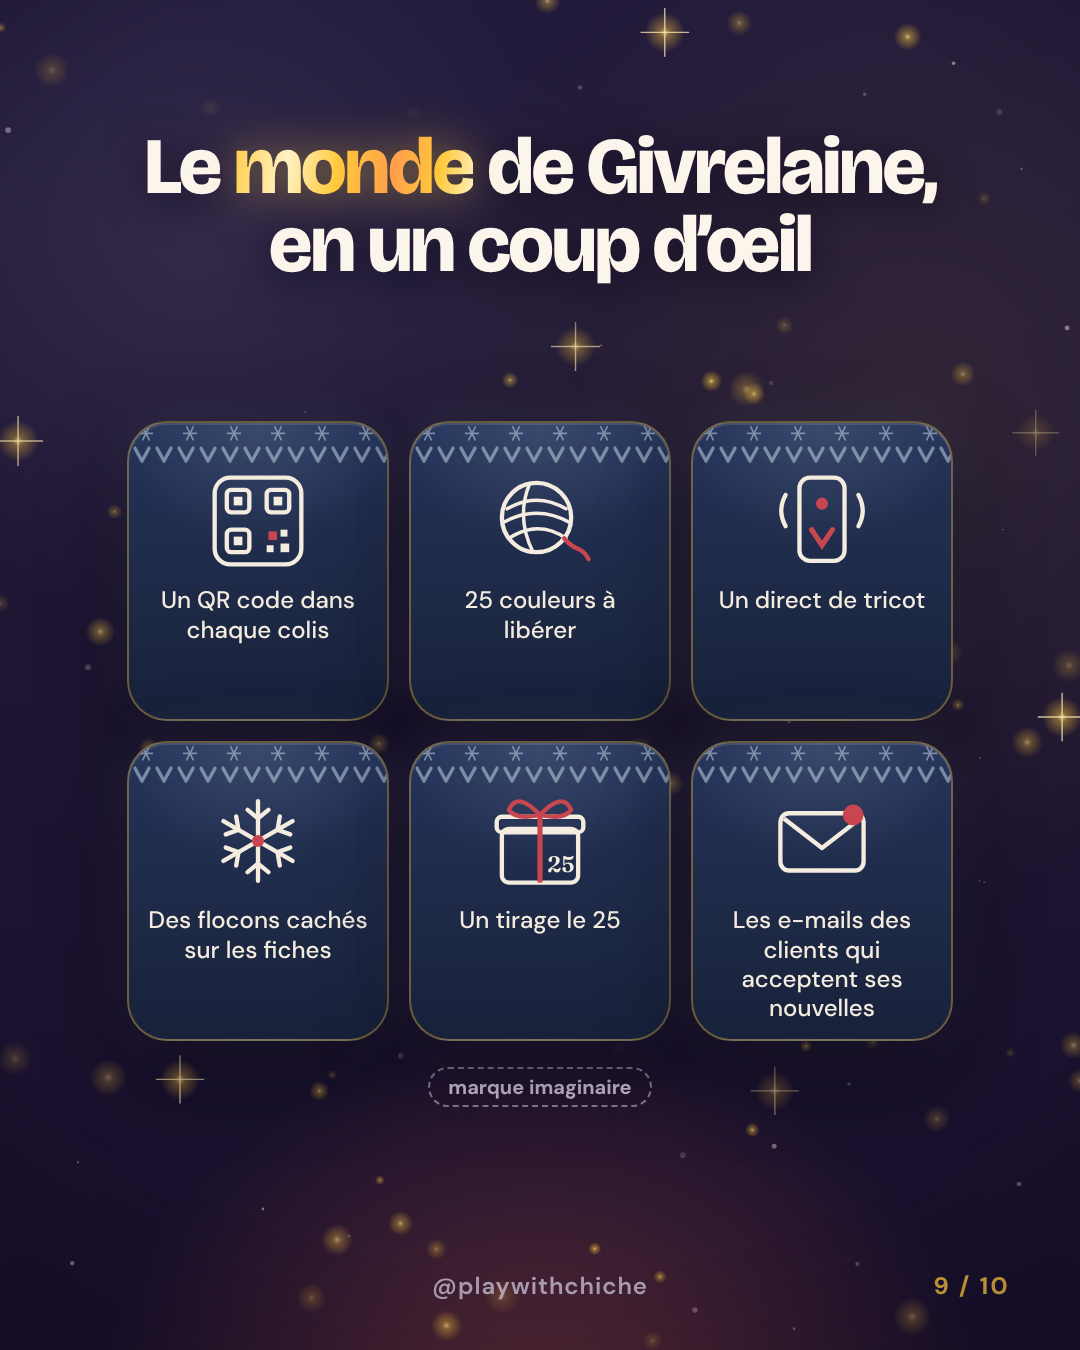 Le monde de Givrelaine,
en un coup d’œil
Un QR code dans
chaque colis
25 couleurs à
libérer
Un direct de tricot
Des flocons cachés
sur les fiches
25
Un tirage le 25
Les e-mails des
clients qui
acceptent ses
nouvelles
marque imaginaire
@playwithchiche
9 / 10